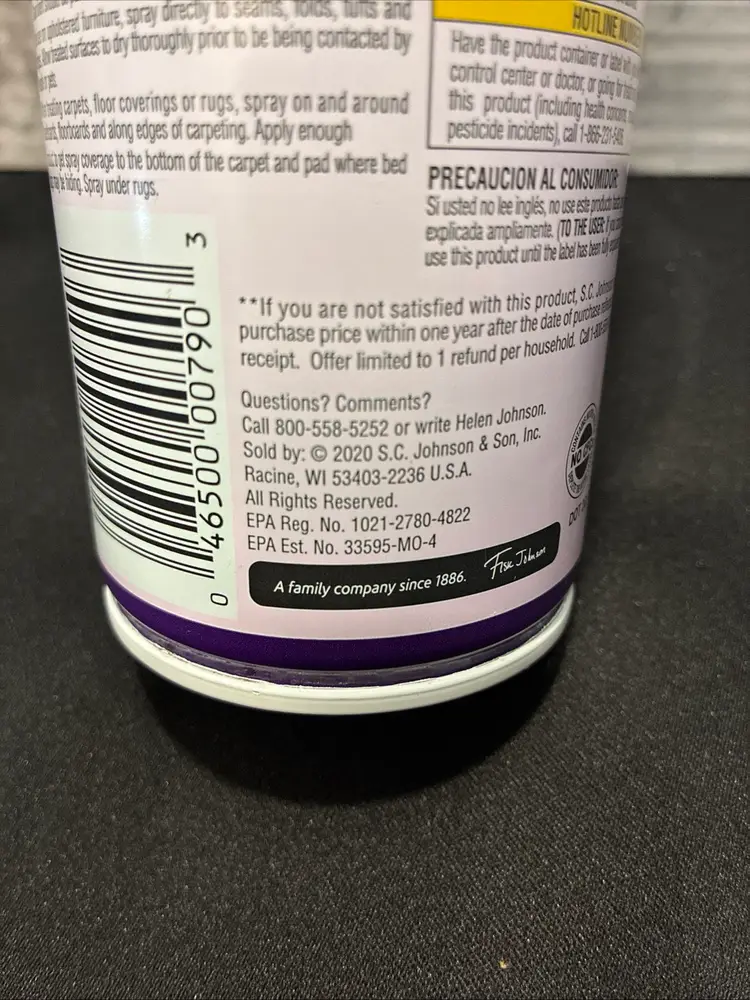 upholstered furniture, spray directly to seams, folds, tufts and
surfaces to dry thoroughly prior to being contacted by
carpets, floor coverings or rugs, spray on and around
floorboards and along edges of carpeting. Apply enough
spray coverage to the bottom of the carpet and pad where bed
hiding. Spray under rugs.
HOTLINE
Have the product container or label
control center or doctor, or going for
this product (including health concerns,
pesticide incidents), call 1-866-231-
PRECAUCION AL CONSUMIDOR:
Si usted no lee inglés, no use este producto
explicada ampliamente. (TO THE USER: If you
use this product until the label has been fully
**If you are not satisfied with this product, S.C. Johnson
purchase price within one year after the date of purchase
receipt. Offer limited to 1 refund per household. Call
Questions? Comments?
Call 800-558-5252 or write Helen Johnson.
Sold by: © 2020 S.C. Johnson & Son, Inc.
Racine, WI 53403-2236 U.S.A.
All Rights Reserved.
EPA Reg. No. 1021-2780-4822
EPA Est. No. 33595-MO-4
A family company since 1886. Fisk Johnson
0 46500 00790 3
NO